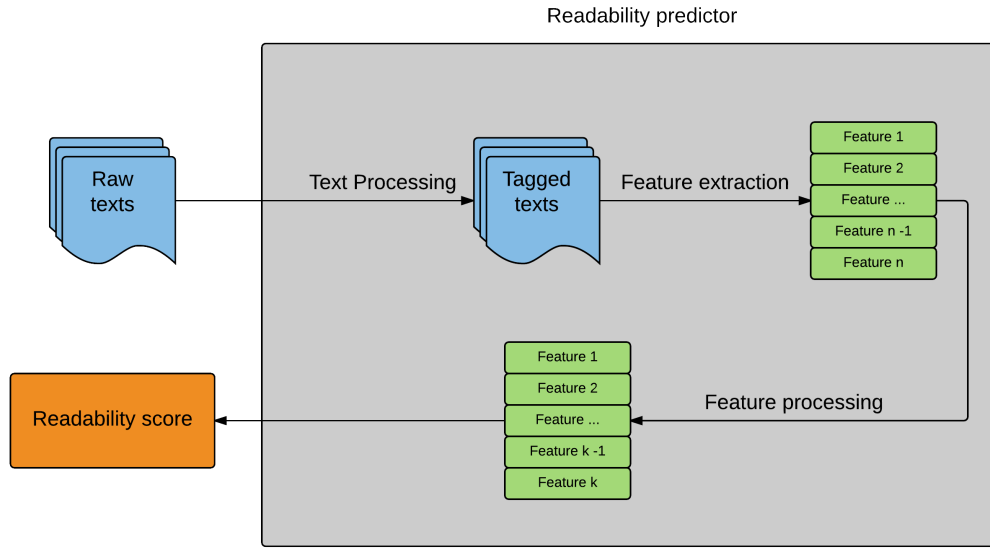 Readability predictor
Raw
texts
Text Processing
Tagged
texts
Feature extraction
Feature 1
Feature 2
Feature ...
Feature n -1
Feature n
Feature processing
Feature 1
Feature 2
Feature ...
Feature k -1
Feature k
Readability score